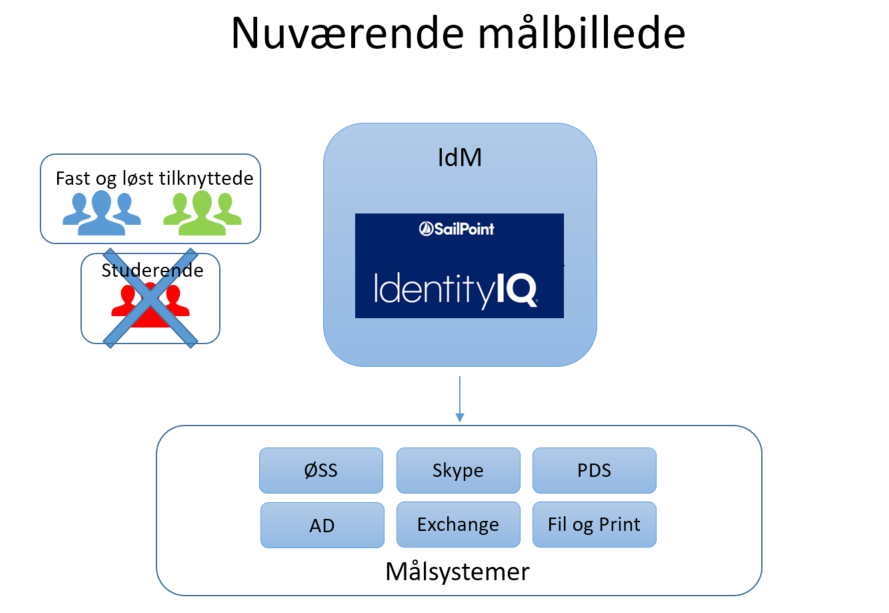 Nuværende målbillede
IdM
Fast og løst tilknyttede
SailPoint
Studerende
IdentityIQ
ØSS
Skype
PDS
AD
Exchange
Fil og Print
Målsystemer